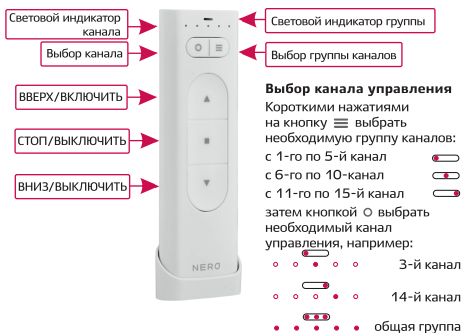 Световой индикатор
канала
Световой индикатор группы
Выбор канала
Выбор группы каналов
ВВЕРХ/ВКЛЮЧИТЬ
СТОП/ВЫКЛЮЧИТЬ
ВНИЗ/ВЫКЛЮЧИТЬ
NERO
Выбор канала управления
Короткими нажатиями
на кнопку выбрать
необходимую группу каналов:
с 1-го по 5-й канал
с 6-го по 10-канал
с 11-го по 15-й канал
затем кнопкой выбрать
необходимый канал
управления, например:
3-й канал
14-й канал
общая группа